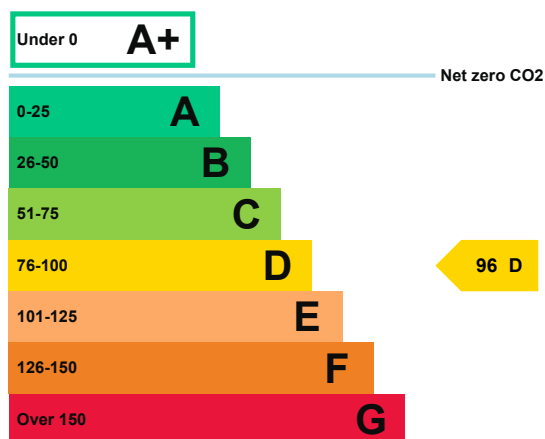 Under 0 A+
Net zero CO2
0-25 A
26-50 B
51-75 C
76-100 D
96 D
101-125 E
126-150 F
Over 150 G